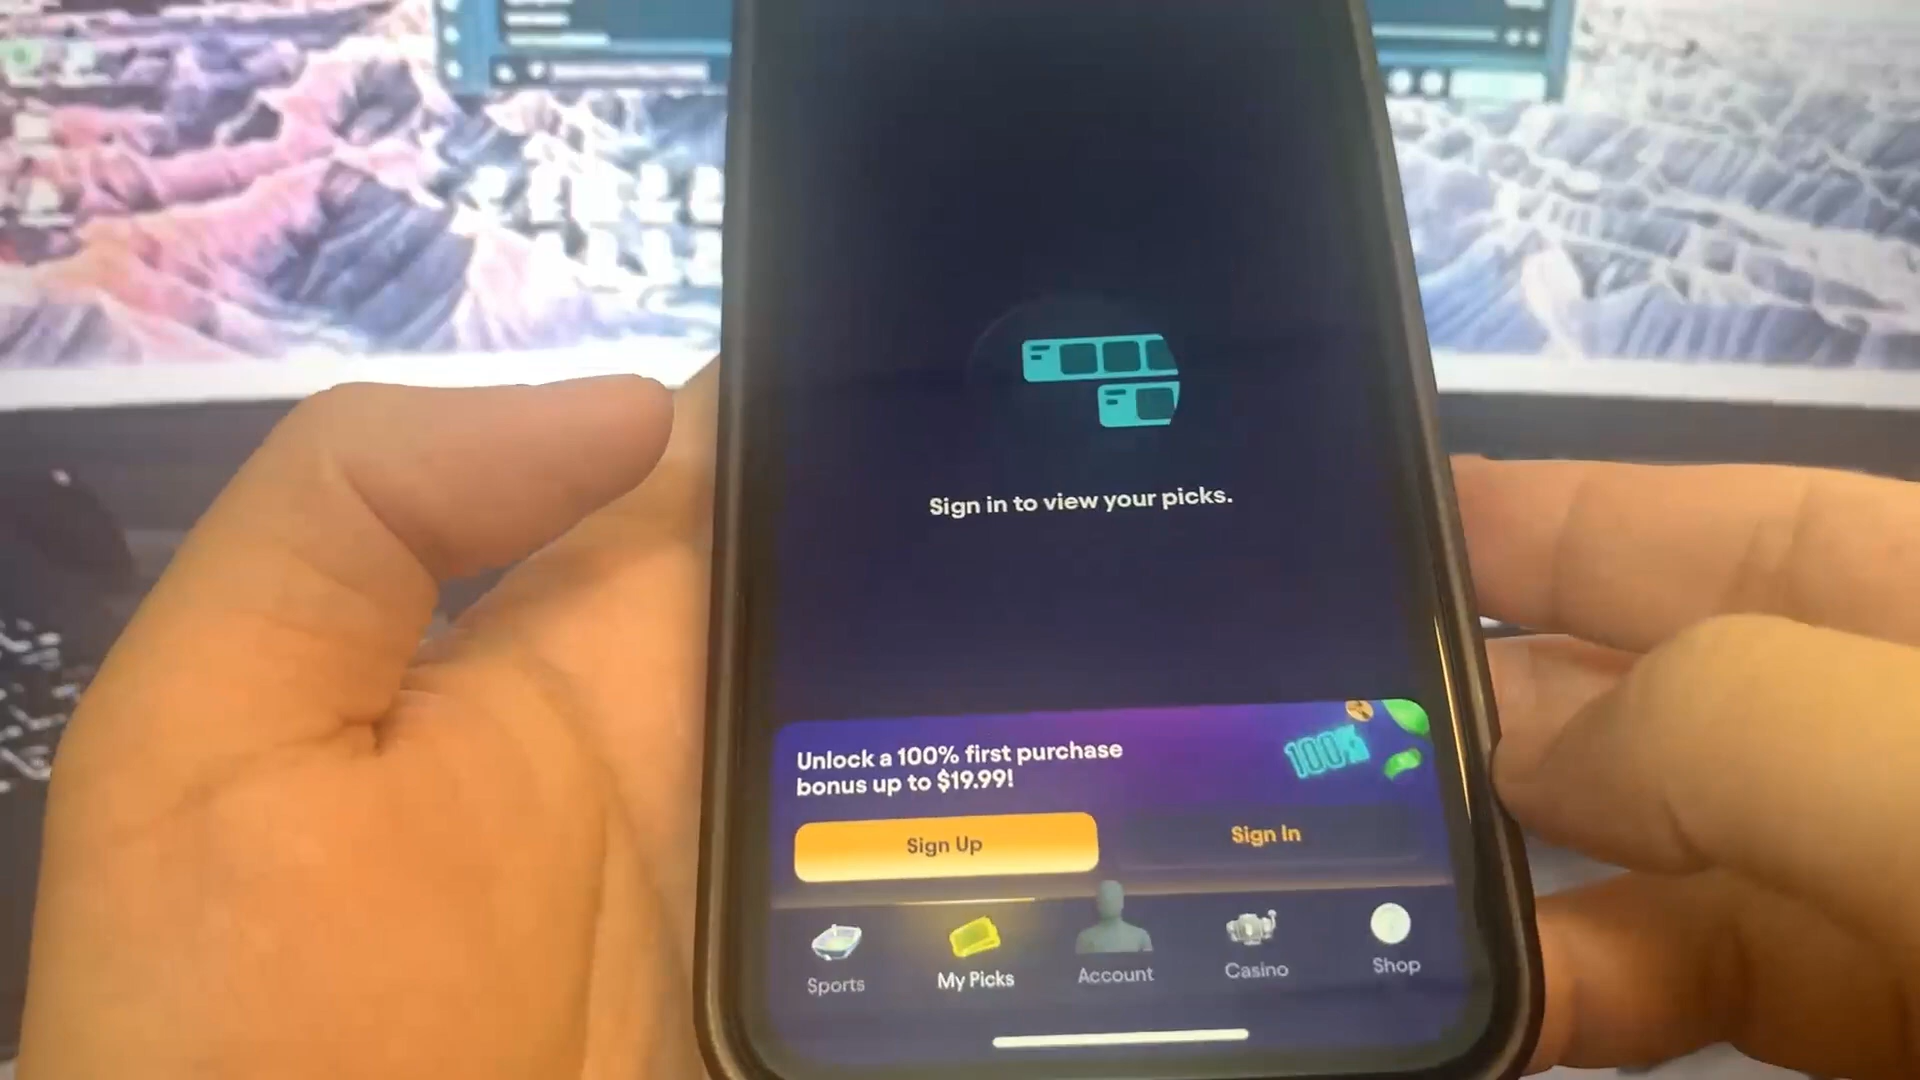 Sign in to view your picks.
Unlock a 100% first purchase
bonus up to $19.99!
100%
Sign Up
Sign In
Sports
My Picks
Account
Casino
Shop